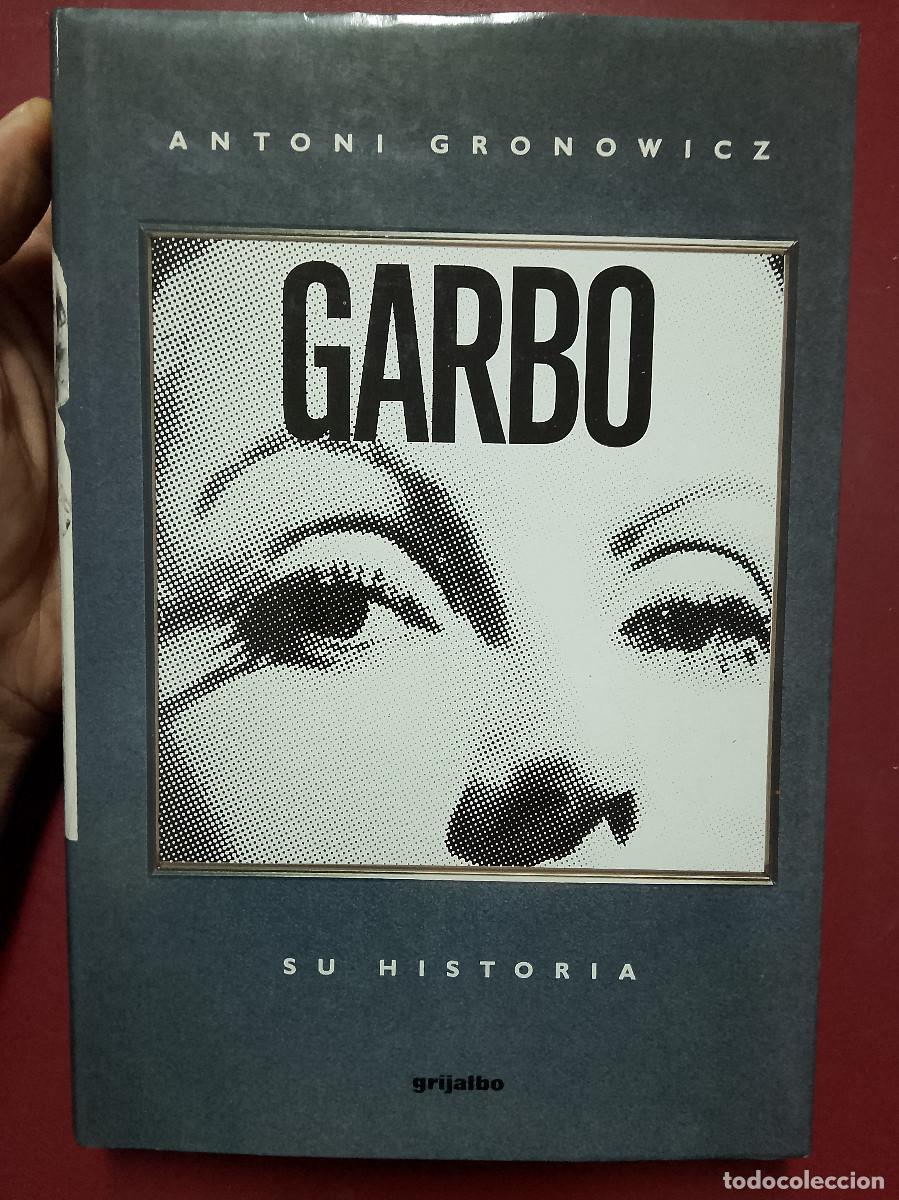 ANTONI GRONOWICZ
GARBO
SU HISTORIA
grijalbo
todocoleccion